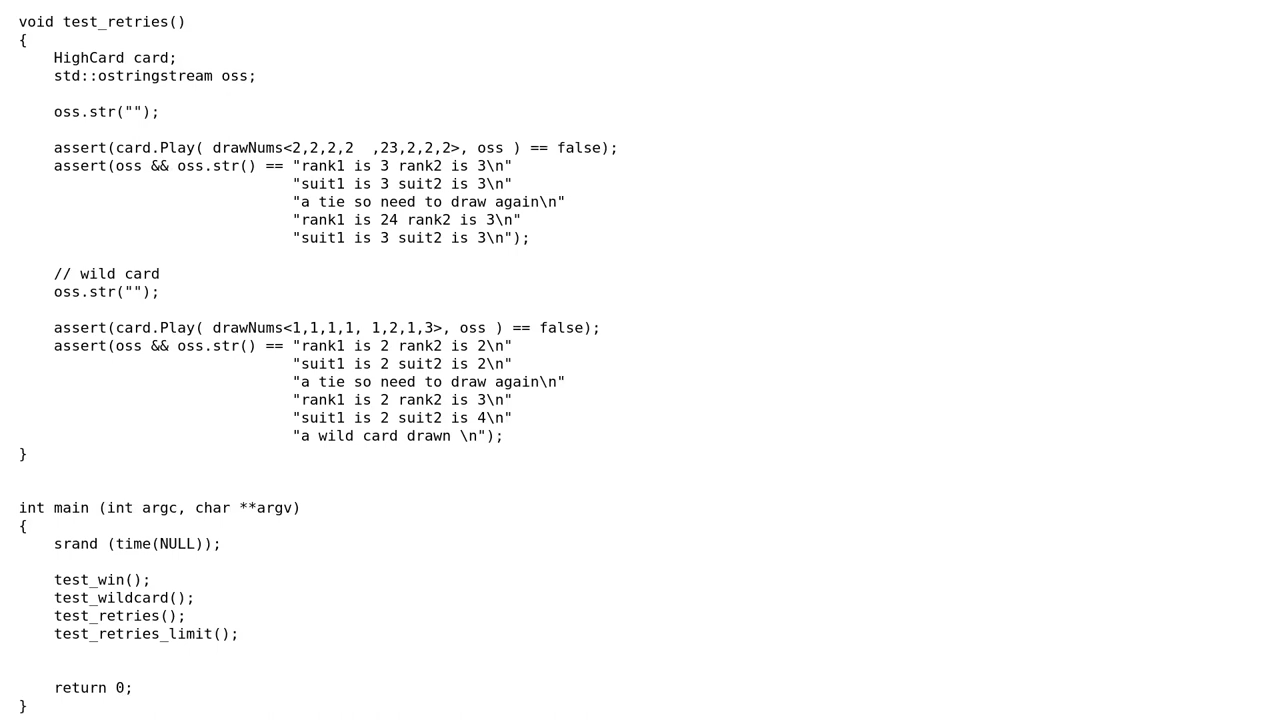 void test_retries()
{
    HighCard card;
    std::ostringstream oss;

    oss.str("");

    assert(card.Play( drawNums<2,2,2,2  ,23,2,2,2>, oss ) == false);
    assert(oss && oss.str() == "rank1 is 3 rank2 is 3\n"
                               "suit1 is 3 suit2 is 3\n"
                               "a tie so need to draw again\n"
                               "rank1 is 24 rank2 is 3\n"
                               "suit1 is 3 suit2 is 3\n");

    // wild card
    oss.str("");

    assert(card.Play( drawNums<1,1,1,1, 1,2,1,3>, oss ) == false);
    assert(oss && oss.str() == "rank1 is 2 rank2 is 2\n"
                               "suit1 is 2 suit2 is 2\n"
                               "a tie so need to draw again\n"
                               "rank1 is 2 rank2 is 3\n"
                               "suit1 is 2 suit2 is 4\n"
                               "a wild card drawn \n");
}


int main (int argc, char **argv)
{
    srand (time(NULL));

    test_win();
    test_wildcard();
    test_retries();
    test_retries_limit();


    return 0;
}